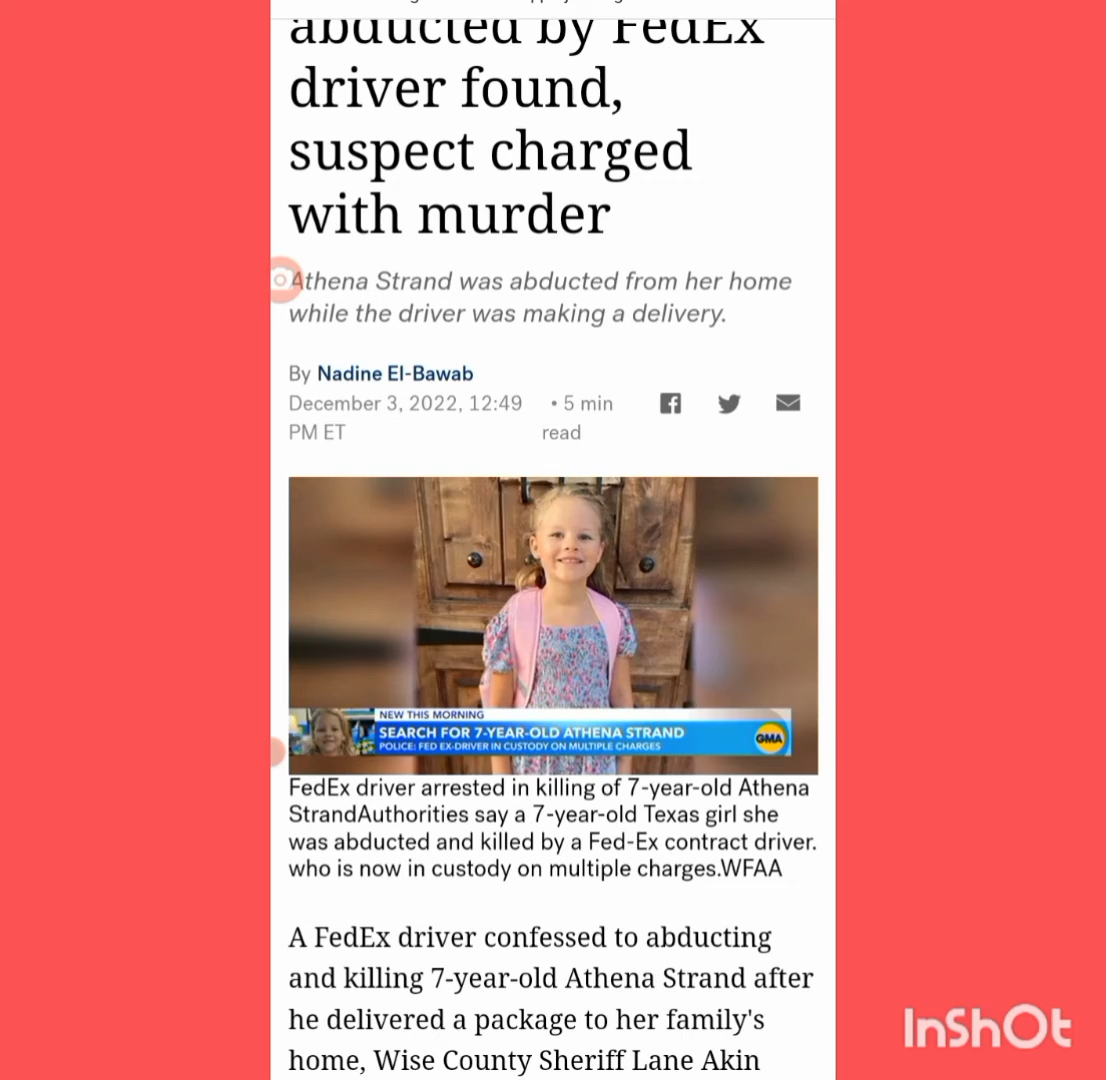 abducted by FedEx
driver found,
suspect charged
with murder
Athena Strand was abducted from her home
while the driver was making a delivery.
By Nadine El-Bawab
December 3, 2022, 12:49 PM ET
• 5 min read
NEW THIS MORNING
SEARCH FOR 7-YEAR-OLD ATHENA STRAND
POLICE: FED EX-DRIVER IN CUSTODY ON MULTIPLE CHARGES
GMA
FedEx driver arrested in killing of 7-year-old Athena
StrandAuthorities say a 7-year-old Texas girl she
was abducted and killed by a Fed-Ex contract driver.
who is now in custody on multiple charges.WFAA
A FedEx driver confessed to abducting
and killing 7-year-old Athena Strand after
he delivered a package to her family's
home, Wise County Sheriff Lane Akin
InShOt